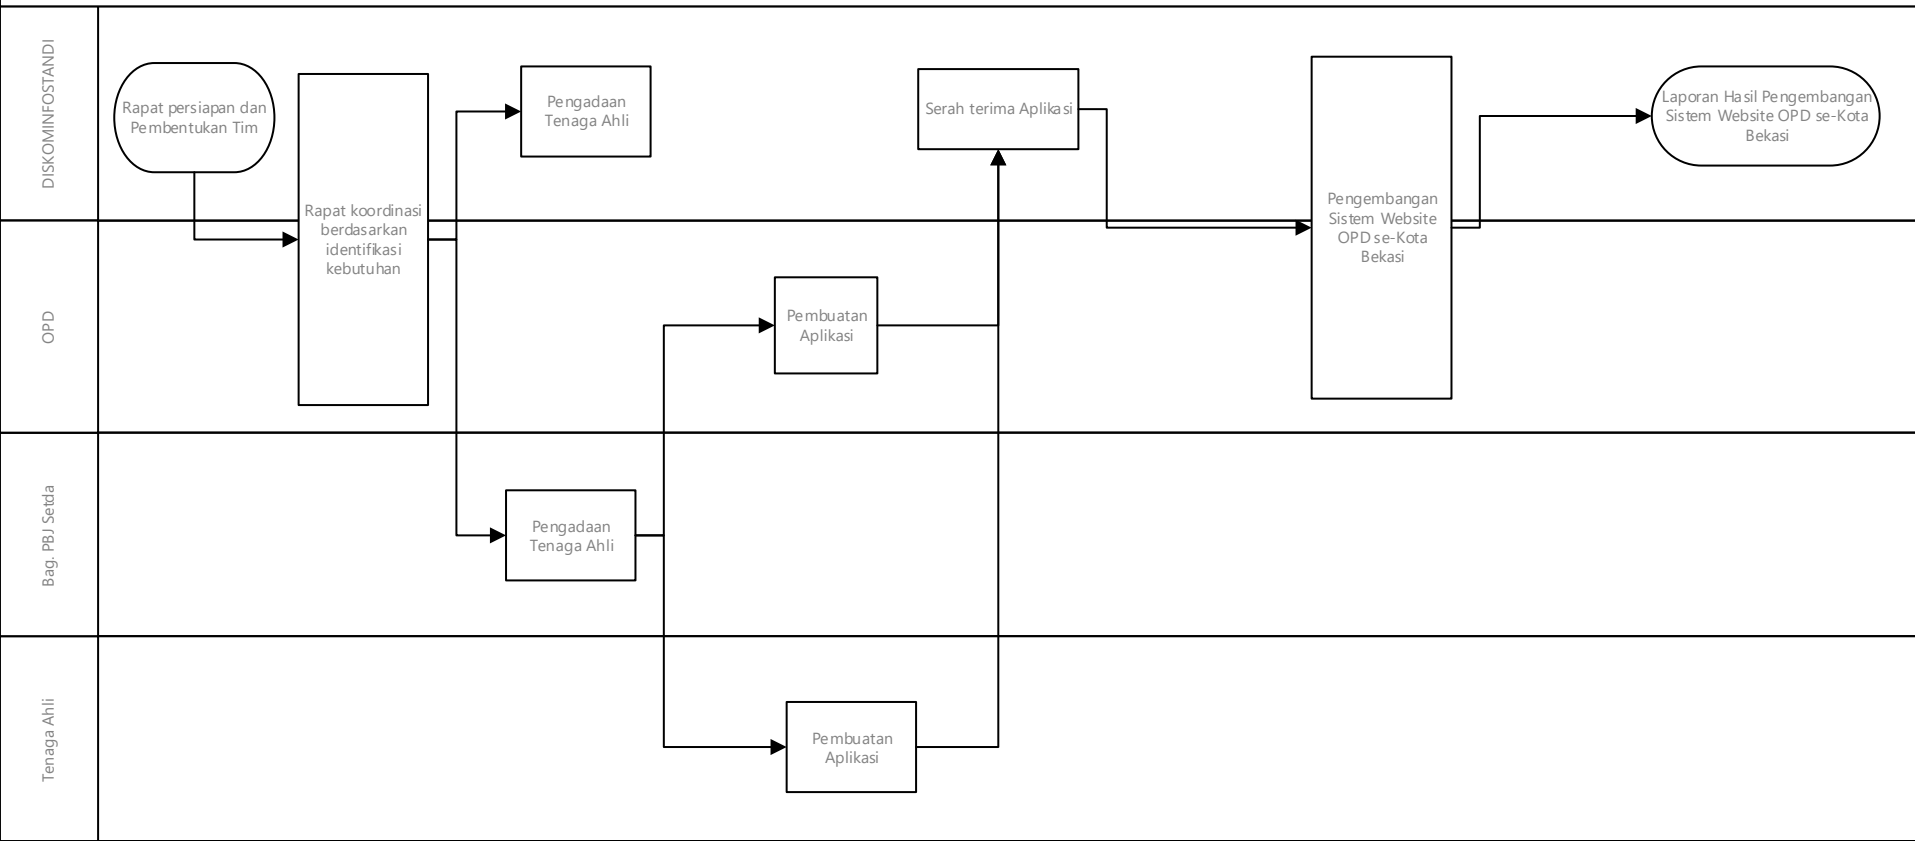 DISKOMINFOSTANDI
Rapat persiapan dan
Pembentukan Tim
Rapat koordinasi
berdasarkan
identifikasi
kebutuhan
Pengadaan
Tenaga Ahli
Serah terima Aplikasi
Pengembangan
Sistem Website
OPD se-Kota
Bekasi
Laporan Hasil Pengembangan
Sistem Website OPD se-Kota
Bekasi
OPD
Pembuatan
Aplikasi
Bag. PBJ Setda
Pengadaan
Tenaga Ahli
Tenaga Ahli
Pembuatan
Aplikasi